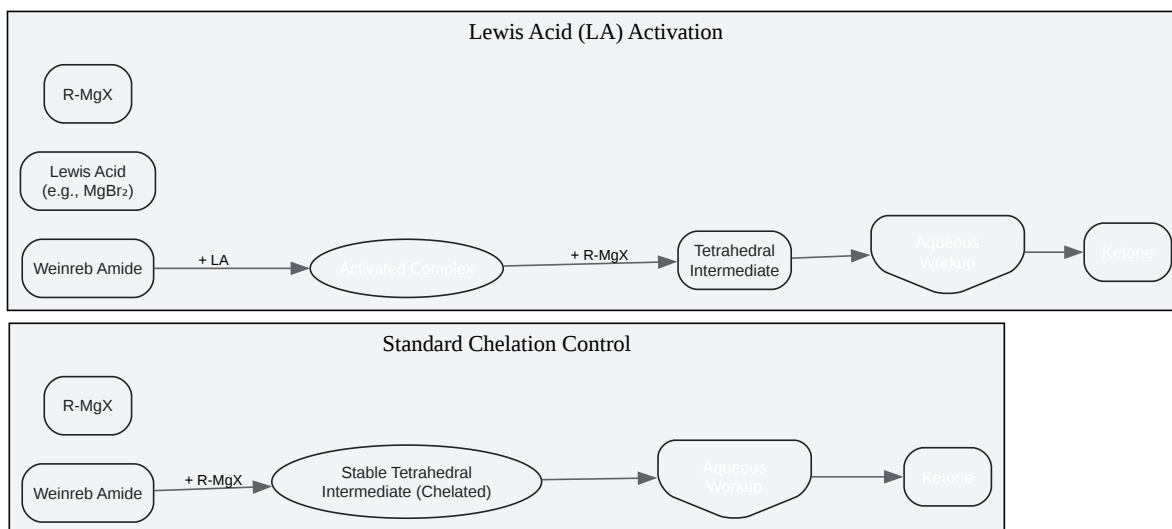 Lewis Acid (LA) Activation
R-MgX
Lewis Acid
(e.g., MgBr₂)
Weinreb Amide
+ LA
Activated Complex
+ R-MgX
Tetrahedral
Intermediate
Aqueous
Workup
Ketone
Standard Chelation Control
R-MgX
Weinreb Amide
+ R-MgX
Stable Tetrahedral
Intermediate (Chelated)
Aqueous
Workup
Ketone